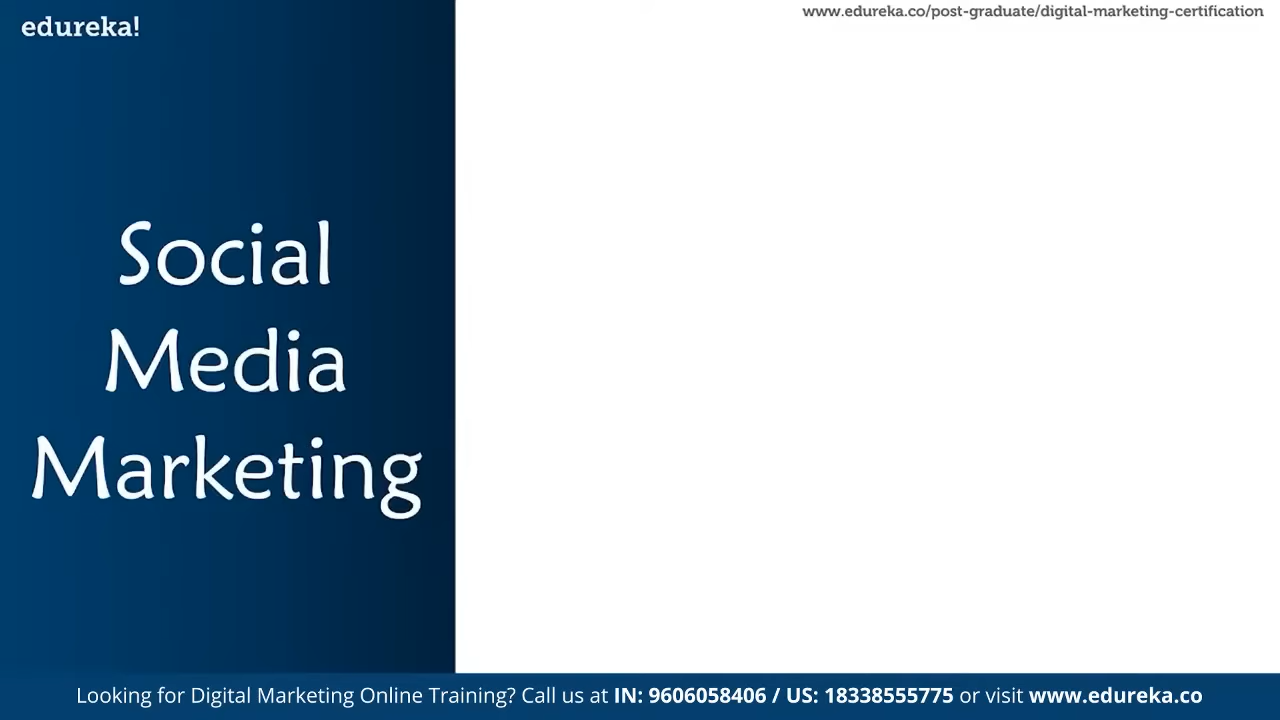 edureka!
www.edureka.co/post-graduate/digital-marketing-certification
Social
Media
Marketing
Looking for Digital Marketing Online Training? Call us at IN: 9606058406 / US: 18338555775 or visit www.edureka.co